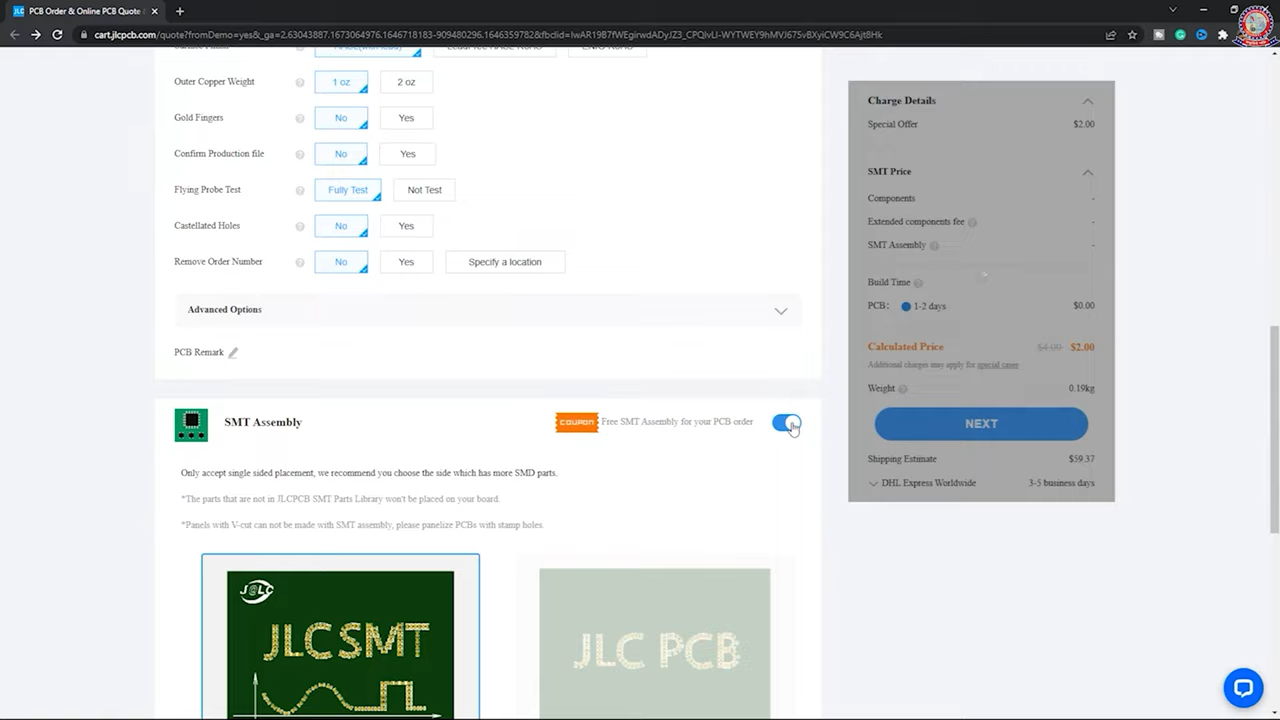 PCB Order & Online PCB Quote
cart.jlcpcb.com/quote?fromDemo=yes&_ga=2.63043887.1673064976.1646718183-909480296.1646359782&fbclid=IwAR19B7fWEgirwdADyJZ3_CPQlvLI-WYTWEY9hMVJ675vBXyiCW9C6Ajt8Hk
Outer Copper Weight
1 oz
2 oz
Gold Fingers
No
Yes
Confirm Production file
No
Yes
Flying Probe Test
Fully Test
Not Test
Castellated Holes
No
Yes
Remove Order Number
No
Yes
Specify a location
Advanced Options
PCB Remark
SMT Assembly
COUPON
Free SMT Assembly for your PCB order
Only accept single sided placement, we recommend you choose the side which has more SMD parts.
*The parts that are not in JLCPCB SMT Parts Library won't be placed on your board.
*Panels with V-cut can not be made with SMT assembly, please panelize PCBs with stamp holes.
J@LC
JLC SMT
JLC PCB
Charge Details
Special Offer
$2.00
SMT Price
Components
-
Extended components fee
-
SMT Assembly
-
Build Time
PCB:
1-2 days
$0.00
Calculated Price
$4.00
$2.00
Additional charges may apply for special cases
Weight
0.19kg
NEXT
Shipping Estimate
$59.37
DHL Express Worldwide
3-5 business days